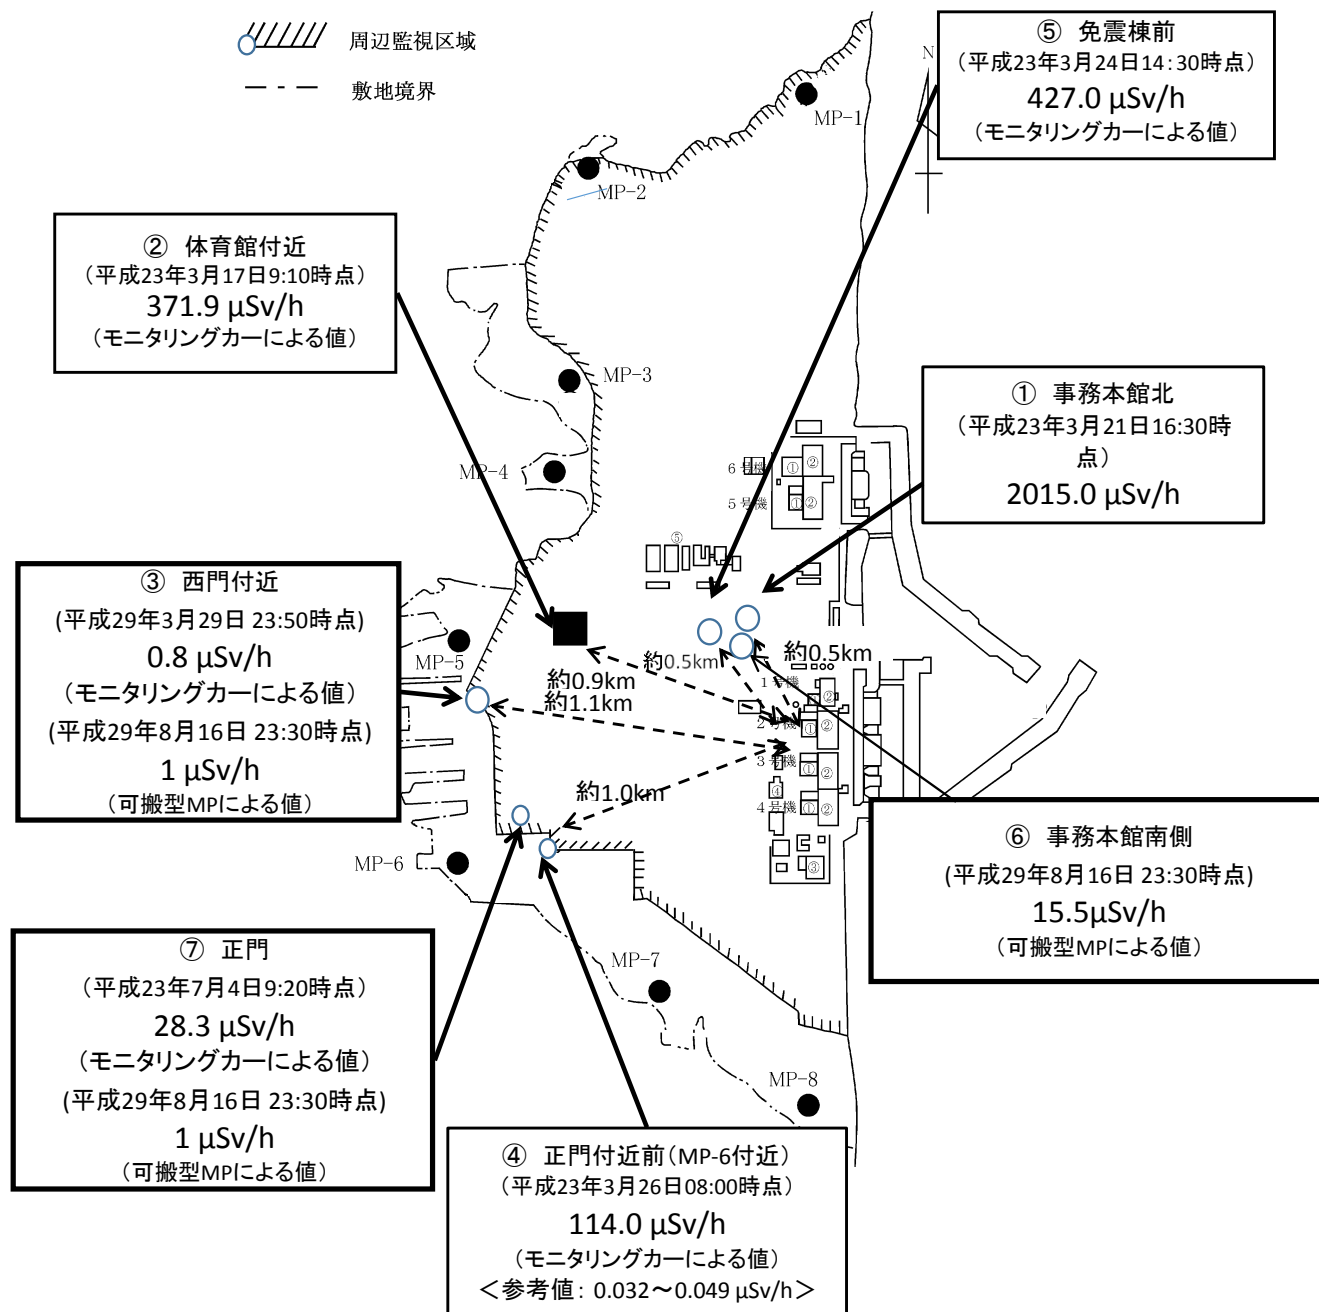 周辺監視区域
敷地境界
⑤ 免震棟前
（平成23年3月24日14：30時点）
427.0 μSv/h
（モニタリングカーによる値）
N
MP-1
MP-2
② 体育館付近
（平成23年3月17日9:10時点）
371.9 μSv/h
（モニタリングカーによる値）
MP-3
① 事務本館北
（平成23年3月21日16:30時
点）
2015.0 μSv/h
MP-4
6号機
① ②
5号機
① ②
⑤
③ 西門付近
(平成29年3月29日 23:50時点)
0.8 μSv/h
（モニタリングカーによる値）
(平成29年8月16日 23:30時点)
1 μSv/h
（可搬型MPによる値）
MP-5
約0.5km
約0.5km
約0.9km
約1.1km
1号機
②
2号機
① ②
3号機
① ②
④
4号機
① ②
③
約1.0km
MP-6
⑥ 事務本館南側
(平成29年8月16日 23:30時点)
15.5μSv/h
（可搬型MPによる値）
⑦ 正門
（平成23年7月4日9:20時点）
28.3 μSv/h
（モニタリングカーによる値）
(平成29年8月16日 23:30時点)
1 μSv/h
（可搬型MPによる値）
MP-7
MP-8
④ 正門付近前（MP-6付近）
（平成23年3月26日08:00時点）
114.0 μSv/h
（モニタリングカーによる値）
＜参考値：0.032～0.049 μSv/h＞